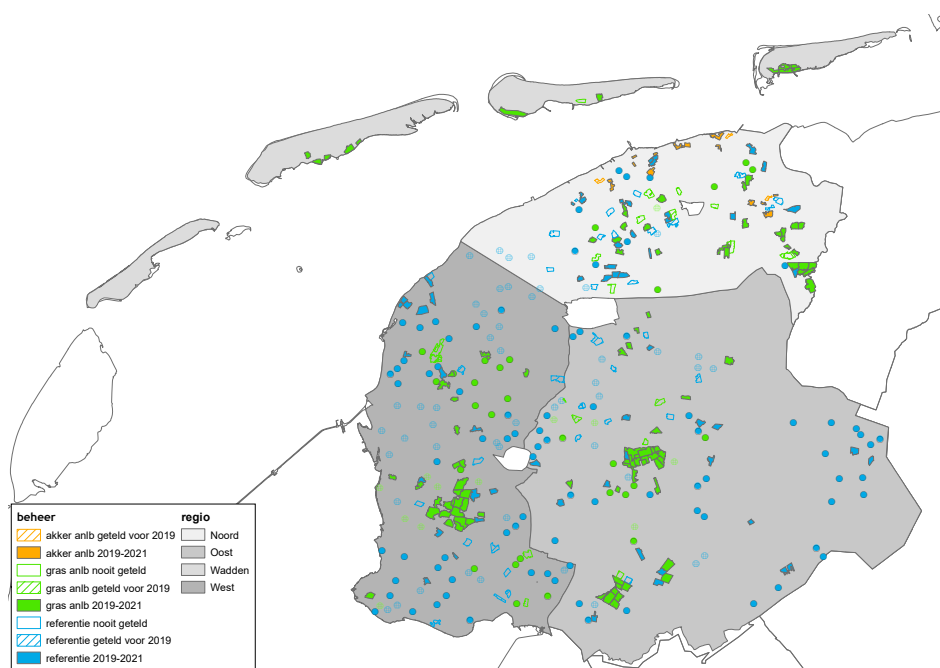 beheer
akker anlb geteld voor 2019
akker anlb 2019-2021
gras anlb nooit geteld
gras anlb geteld voor 2019
gras anlb 2019-2021
referentie nooit geteld
referentie geteld voor 2019
referentie 2019-2021
regio
Noord
Oost
Wadden
West